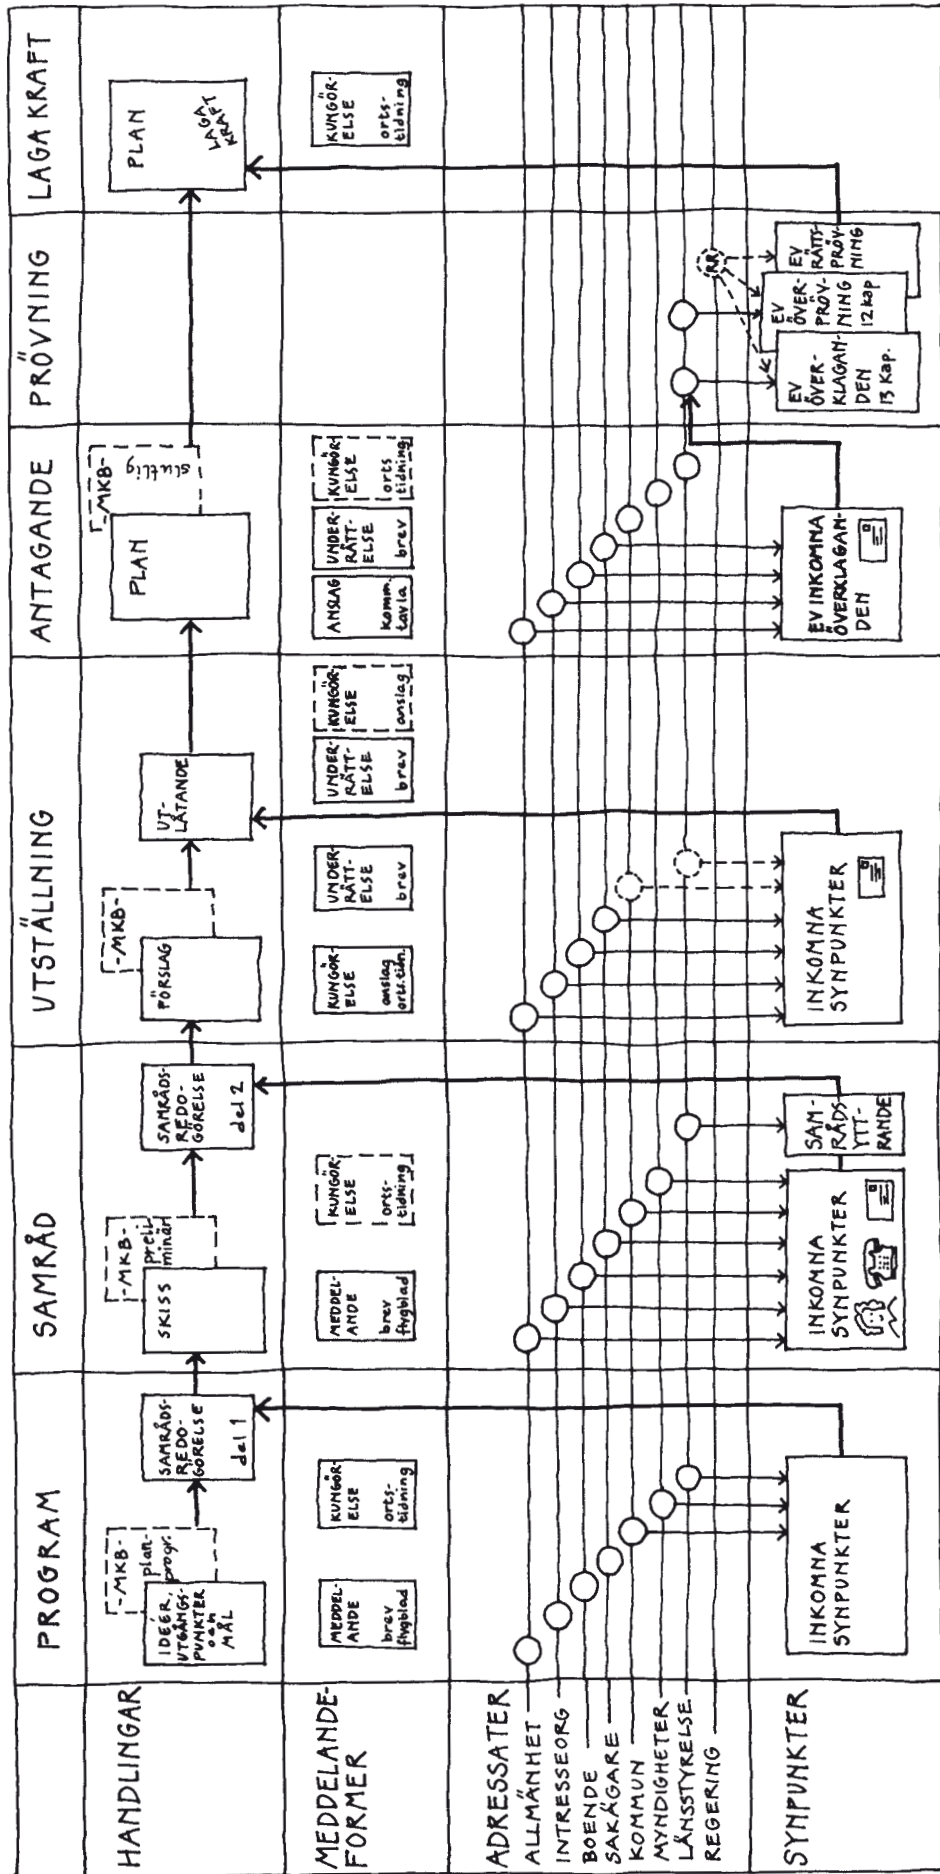 PROGRAM
SAMRÅD
UTSTÄLLNING
ANTAGANDE
PRÖVNING
LAGA KRAFT
HANDLINGAR
IDÉER,
UTGÅNGS-
PUNKTER
och
MÅL
MKB-
plan-
progr.
SAMRÅDS-
REDO-
GÖRELSE
del 1
SKISS
MKB-
preli
minär
SAMRÅDS-
REDO-
GÖRELSE
del 2
FÖRSLAG
MKB-
UT-
LÅTANDE
PLAN
MKB-
slutlig
PLAN
LAGA
KRAFT
MEDDELANDE-
FORMER
MEDDEL-
ANDE
brev
flygblad
KUNGÖR-
ELSE
orts-
tidning
MEDDEL-
ANDE
brev
flygblad
KUNGÖR-
ELSE
orts-
tidning
KUNGÖR-
ELSE
anslag
orts.tidn.
UNDER-
RÄTT-
ELSE
brev
UNDER-
RÄTT-
ELSE
brev
KUNGÖR
ELSE
anslag
ANSLAG
komm.
tavla
UNDER-
RÄTT-
ELSE
brev
KUNGÖR
ELSE
orts
tidning
KUNGÖR-
ELSE
orts-
tidning
ADRESSATER
ALLMÄNHET
INTRESSEORG
BOENDE
SAKÄGARE
KOMMUN
MYNDIGHETER
LÄNSSTYRELSE
REGERING
RR
SYNPUNKTER
INKOMNA
SYNPUNKTER
INKOMNA
SYNPUNKTER
SAM-
RÅDS
YTT-
RANDE
INKOMNA
SYNPUNKTER
EV INKOMNA
ÖVERKLAGAN-
DEN
EV
ÖVER-
KLAGAN-
DEN
13 Kap.
EV
ÖVER-
PRÖV-
NING
12 kap
EV
RÄTTS-
PRÖV-
NING